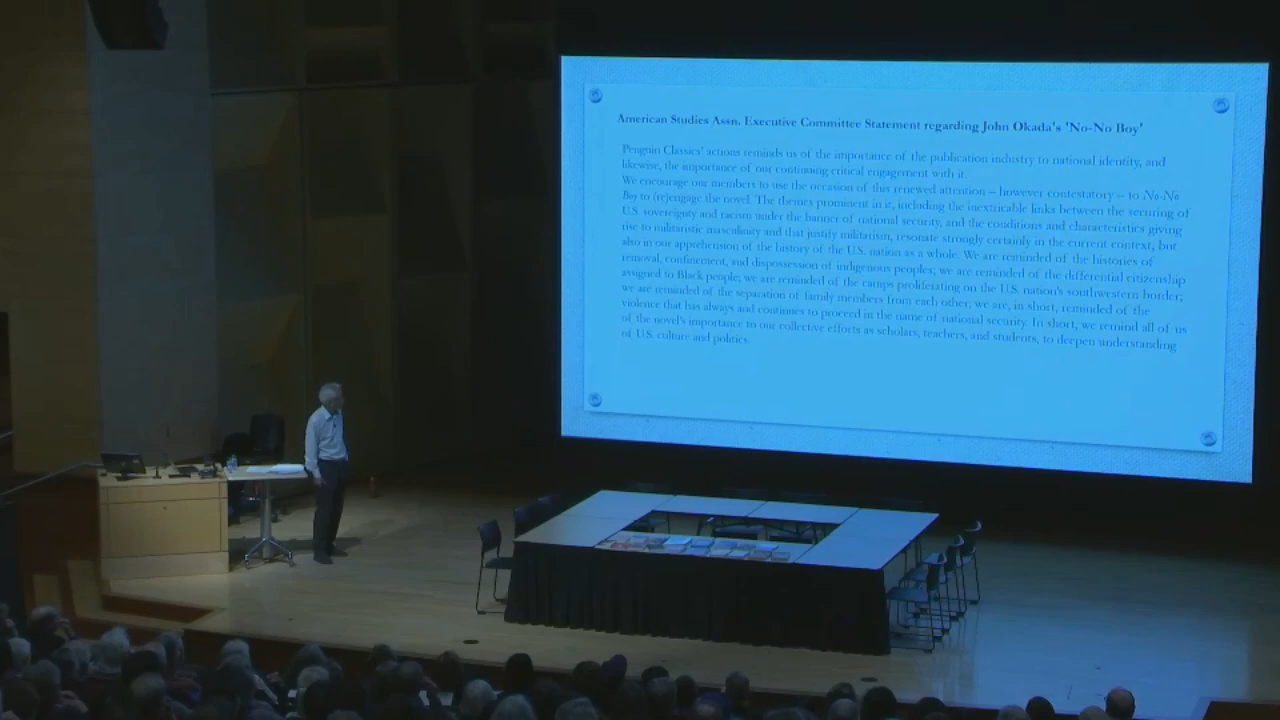 American Studies Assn. Executive Committee Statement regarding John Okada's 'No-No Boy'
Penguin Classics' actions reminds us of the importance of the publication industry to national identity, and
likewise, the importance of our continuing critical engagement with it.
We encourage our members to use the occasion of this renewed attention – however contestatory – to No-No
Boy to (re)engage the novel. The themes prominent in it, including the inextricable links between the securing of
U.S. sovereignty and racism under the banner of national security, and the conditions and characteristics giving
rise to militaristic masculinity and that justify militarism, resonate strongly certainly in the current context, but
also in our apprehension of the history of the U.S. nation as a whole. We are reminded of the histories of
removal, confinement, and dispossession of indigenous peoples; we are reminded of the differential citizenship
assigned to Black people; we are reminded of the camps proliferating on the U.S. nation's southwestern border;
we are reminded of the separation of family members from each other; we are, in short, reminded of the
violence that has always and continues to proceed in the name of national security. In short, we remind all of us
of the novel's importance to our collective efforts as scholars, teachers, and students, to deepen understanding
of U.S. culture and politics.